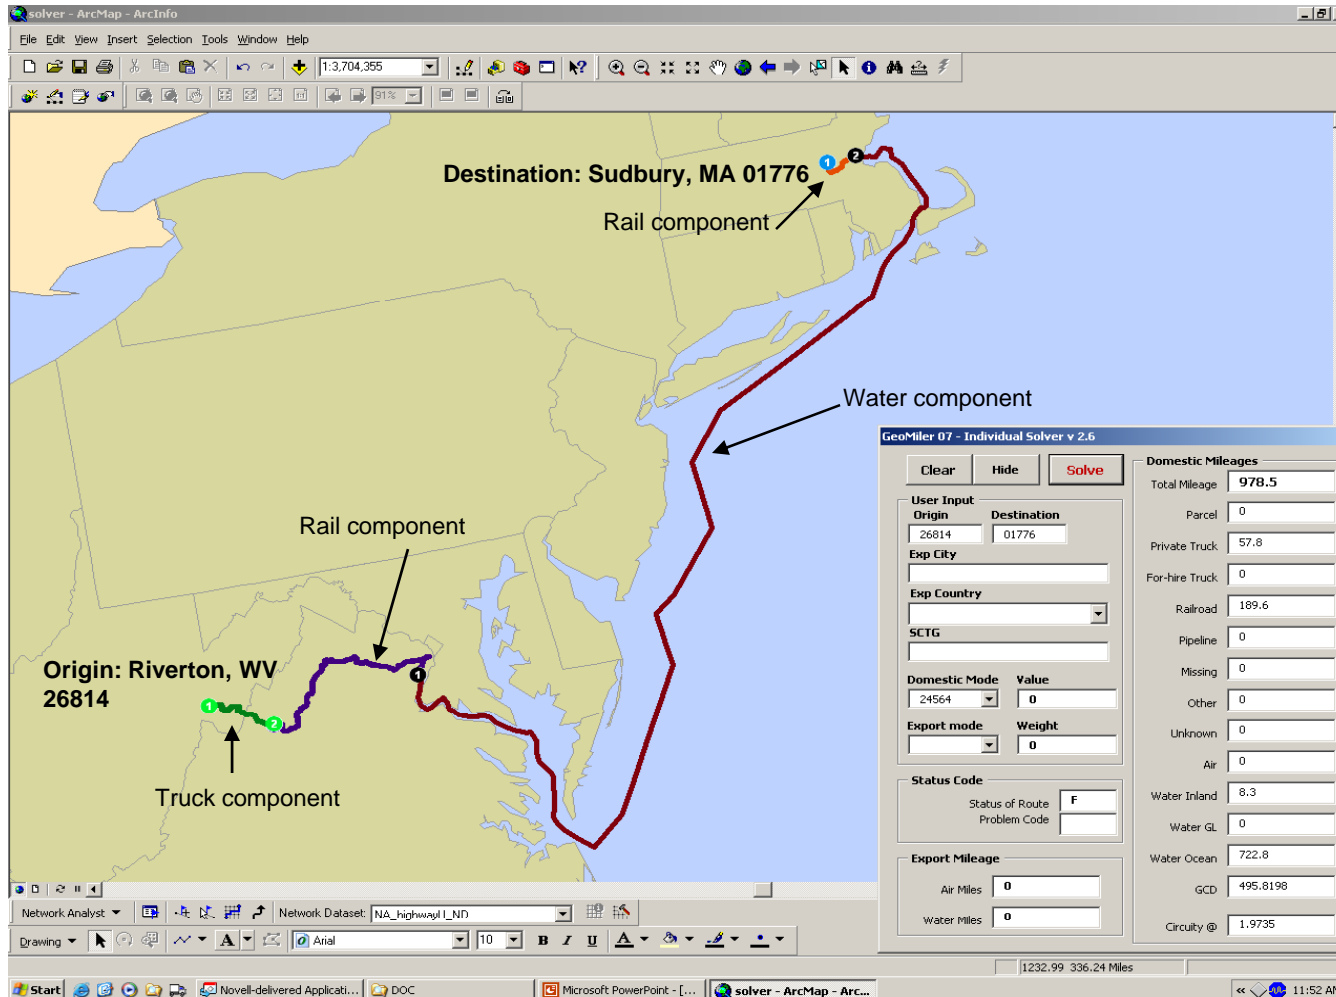 solver - ArcMap - ArcInfo
File Edit View Insert Selection Tools Window Help
1:3,704,355
91%
Destination: Sudbury, MA 01776
1
2
Rail component
Water component
Rail component
Origin: Riverton, WV
26814
1
2
1
Truck component
GeoMiler 07 - Individual Solver v 2.6
Clear Hide Solve
User Input
Origin Destination
26814 01776
Exp City
Exp Country
SCTG
Domestic Mode Value
24564 0
Export mode Weight
0
Status Code
Status of Route F
Problem Code
Export Mileage
Air Miles 0
Water Miles 0
Domestic Mileages
Total Mileage 978.5
Parcel 0
Private Truck 57.8
For-hire Truck 0
Railroad 189.6
Pipeline 0
Missing 0
Other 0
Unknown 0
Air 0
Water Inland 8.3
Water GL 0
Water Ocean 722.8
GCD 495.8198
Circuity @ 1.9735
Network Analyst Network Dataset: NA_highway
Drawing A Arial 10 B I U A
1232.99 336.24 Miles
Start Novell-delivered Applicati... DOC Microsoft PowerPoint - [... solver - ArcMap - Arc... 11:52 AM